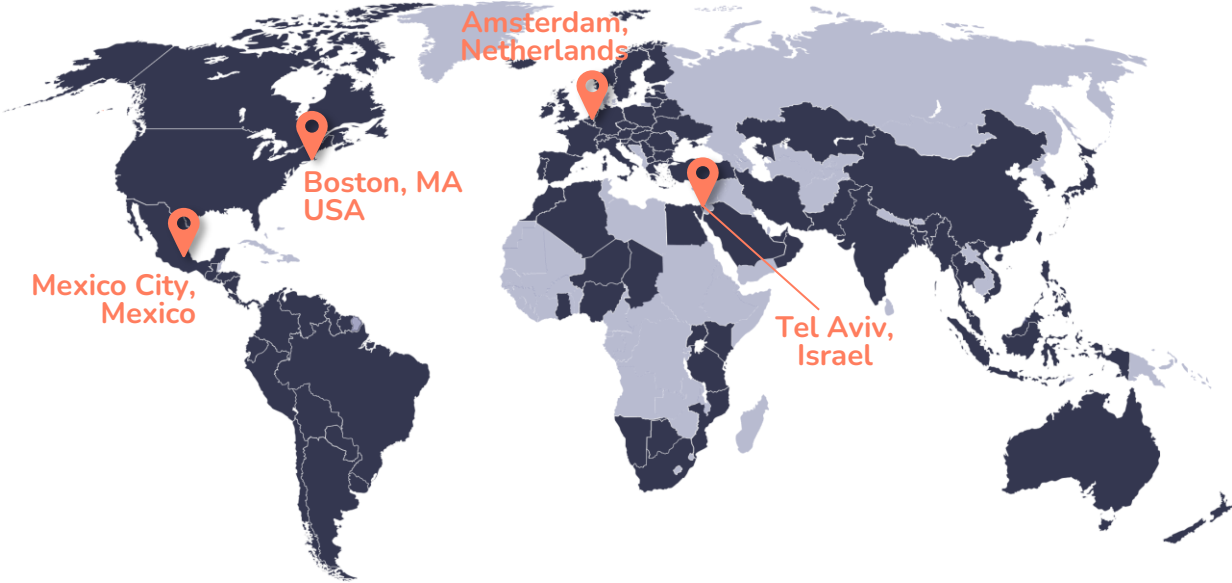 Amsterdam,
Netherlands
Boston, MA
USA
Mexico City,
Mexico
Tel Aviv,
Israel